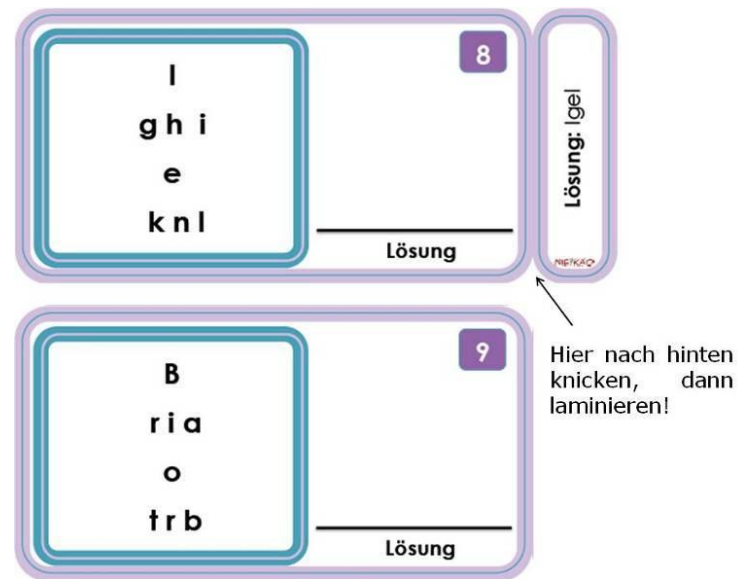 8
I
g h i
e
k n l
Lösung
Lösung: Igel
9
B
r i a
o
t r b
Lösung
Hier nach hinten
knicken, dann
laminieren!